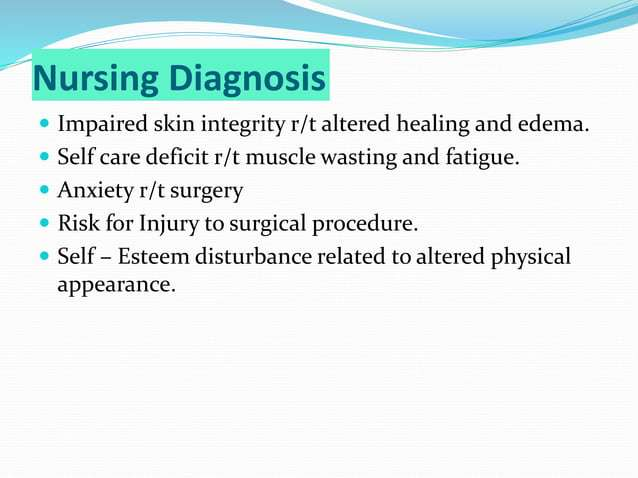 Nursing Diagnosis
• Impaired skin integrity r/t altered healing and edema.
• Self care deficit r/t muscle wasting and fatigue.
• Anxiety r/t surgery
• Risk for Injury to surgical procedure.
• Self – Esteem disturbance related to altered physical
appearance.